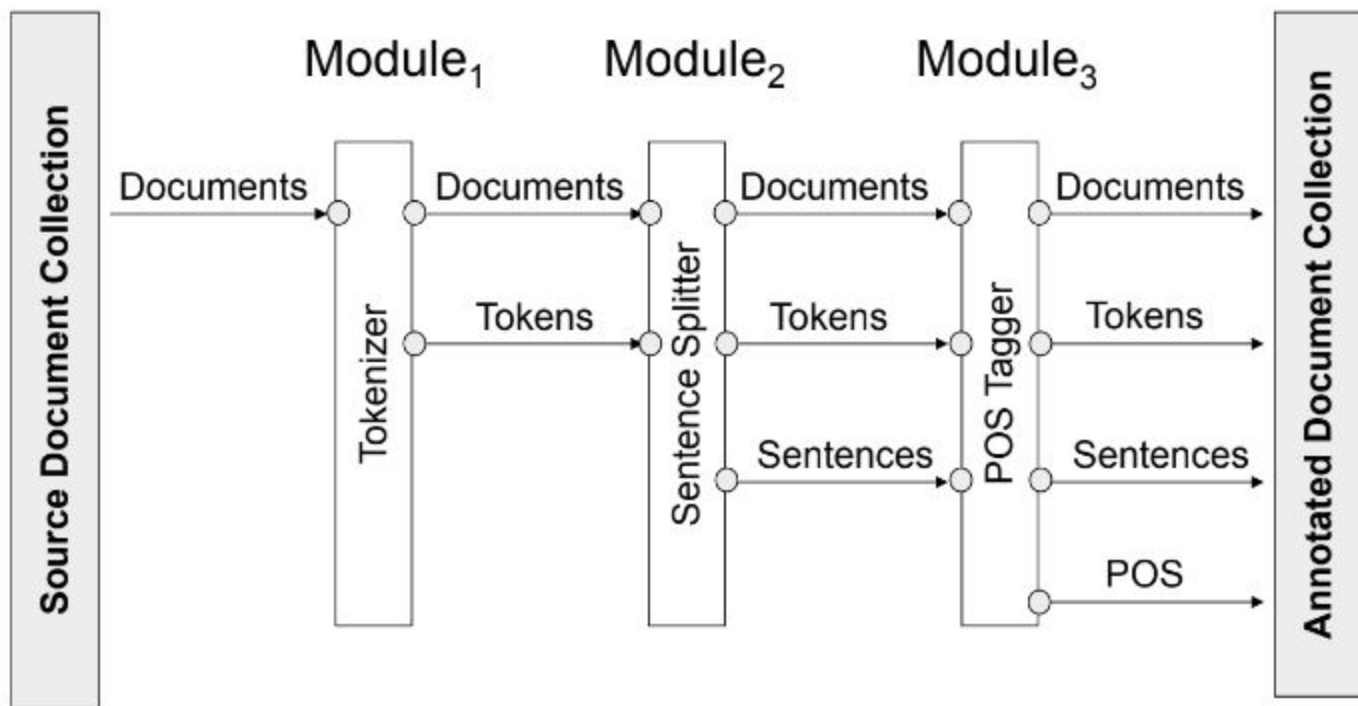 Source Document Collection
Module₁
Module₂
Module₃
Annotated Document Collection
Documents
Documents
Documents
Documents
Tokenizer
Sentence Splitter
POS Tagger
Tokens
Tokens
Tokens
Sentences
Sentences
POS